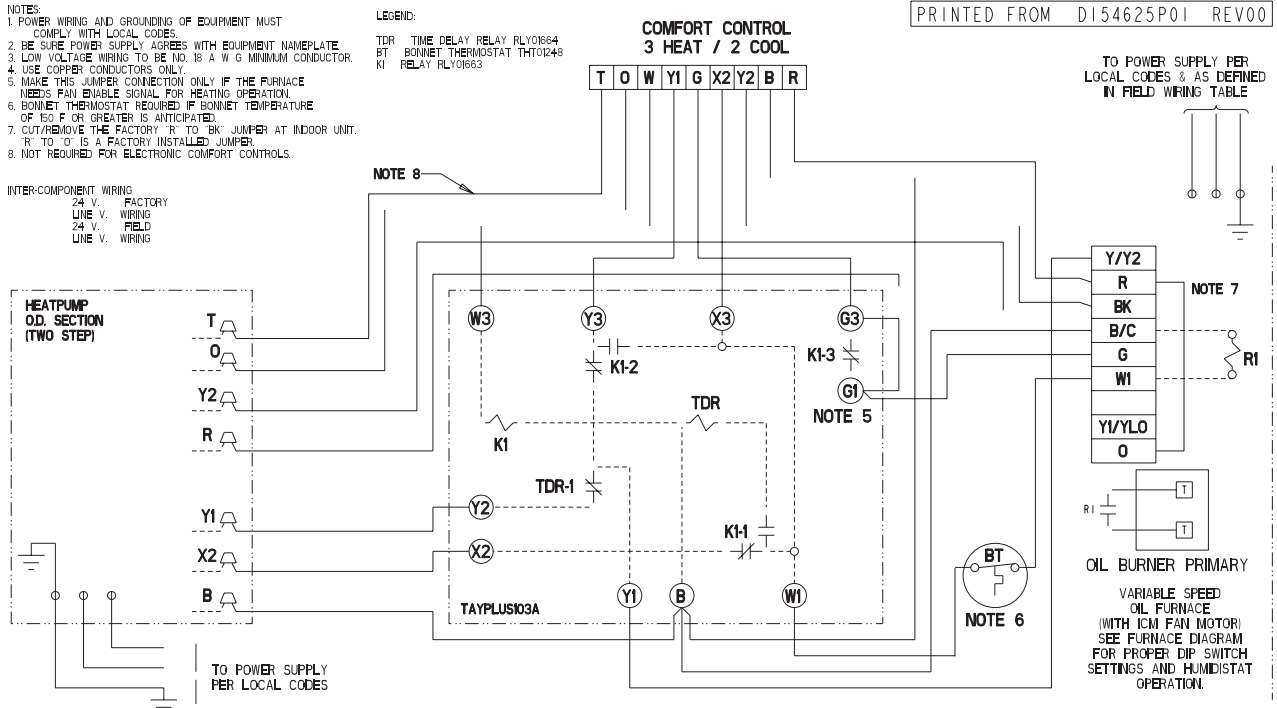 NOTES:
1. POWER WIRING AND GROUNDING OF EQUIPMENT MUST
COMPLY WITH LOCAL CODES.
2. BE SURE POWER SUPPLY AGREES WITH EQUIPMENT NAMEPLATE
3. LOW VOLTAGE WIRING TO BE NO. 18 A W G MINIMUM CONDUCTOR.
4. USE COPPER CONDUCTORS ONLY.
5. MAKE THIS JUMPER CONNECTION ONLY IF THE FURNACE
NEEDS FAN ENABLE SIGNAL FOR HEATING OPERATION.
6. BONNET THERMOSTAT REQUIRED IF BONNET TEMPERATURE
OF 150 F OR GREATER IS ANTICIPATED.
7. CUT/REMOVE THE FACTORY "R" TO "BK" JUMPER AT INDOOR UNIT.
"R" TO "O" IS A FACTORY INSTALLED JUMPER.
8. NOT REQUIRED FOR ELECTRONIC COMFORT CONTROLS.
LEGEND:
TDR TIME DELAY RELAY RLY01664
BT BONNET THERMOSTAT THT01248
K1 RELAY RLY01663
COMFORT CONTROL
3 HEAT / 2 COOL
T O W Y1 G X2 Y2 B R
PRINTED FROM D154625P01 REV00
TO POWER SUPPLY PER
LOCAL CODES & AS DEFINED
IN FIELD WIRING TABLE
NOTE 8
INTER-COMPONENT WIRING
24 V. FACTORY
LINE V. WIRING
24 V. FIELD
LINE V. WIRING
HEATPUMP
O.D. SECTION
(TWO STEP)
T
O
Y2
R
Y1
X2
B
TO POWER SUPPLY
PER LOCAL CODES
W3
Y3
X3
G3
K1-2
K1-3
G1
NOTE 5
K1
TDR
TDR-1
Y2
K1-1
X2
Y1
B
W1
TAYPLUS103A
BT
NOTE 6
Y/Y2
R
BK
B/C
G
W1
Y1/YLO
O
NOTE 7
R1
R1
T
T
OIL BURNER PRIMARY
VARIABLE SPEED
OIL FURNACE
(WITH ICM FAN MOTOR)
SEE FURNACE DIAGRAM
FOR PROPER DIP SWITCH
SETTINGS AND HUMIDISTAT
OPERATION.